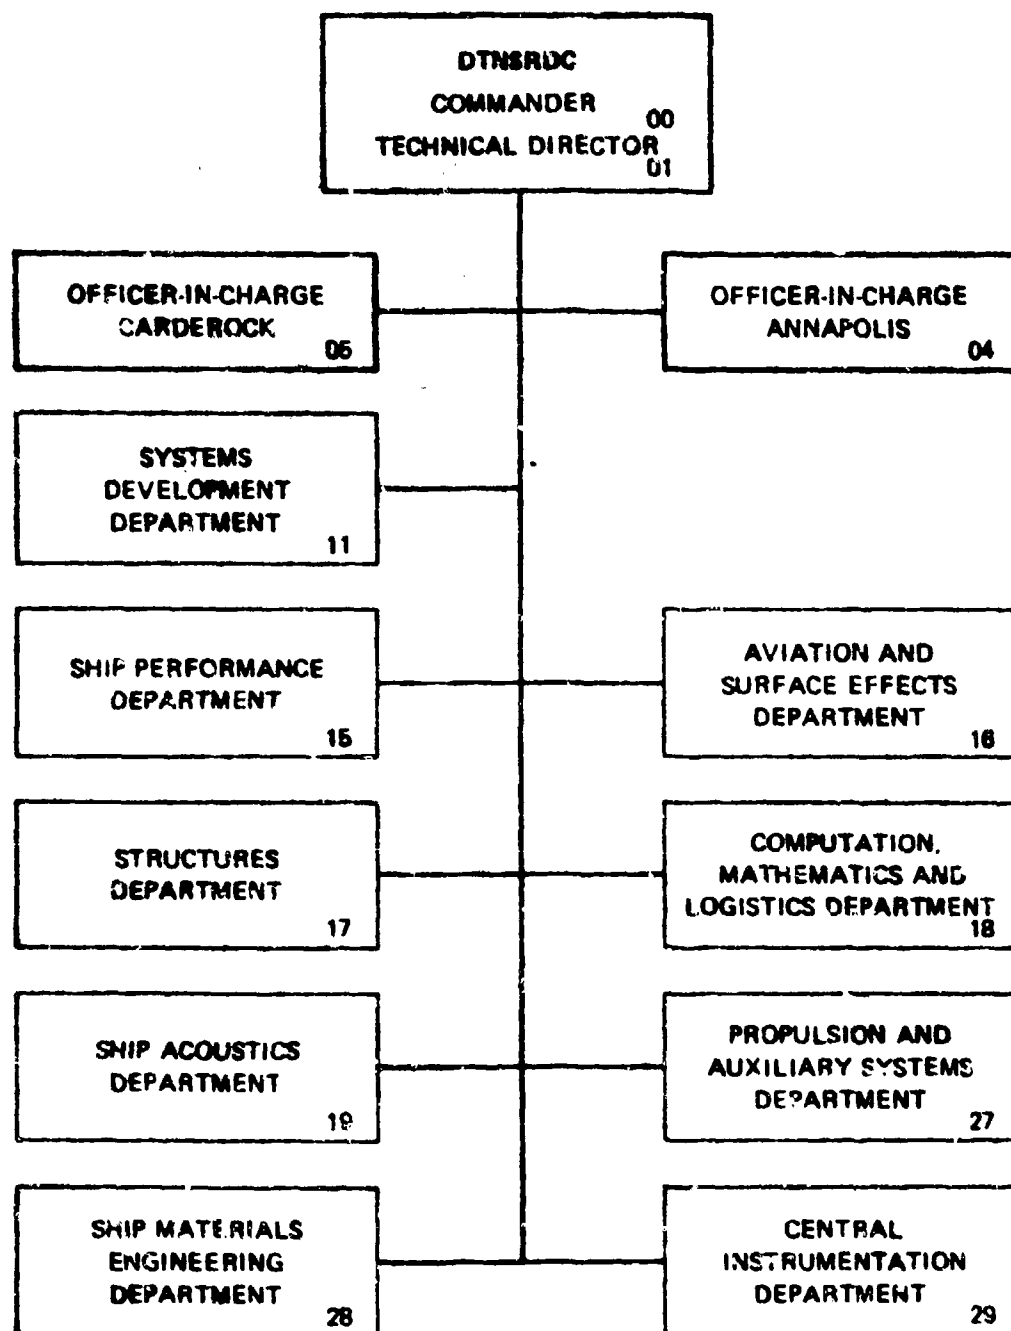 DTNSRDC
COMMANDER
00
TECHNICAL DIRECTOR
01
OFFICER-IN-CHARGE
CARDEROCK
05
OFFICER-IN-CHARGE
ANNAPOLIS
04
SYSTEMS
DEVELOPMENT
DEPARTMENT
11
SHIP PERFORMANCE
DEPARTMENT
15
AVIATION AND
SURFACE EFFECTS
DEPARTMENT
16
STRUCTURES
DEPARTMENT
17
COMPUTATION,
MATHEMATICS AND
LOGISTICS DEPARTMENT
18
SHIP ACOUSTICS
DEPARTMENT
19
PROPULSION AND
AUXILIARY SYSTEMS
DEPARTMENT
27
SHIP MATERIALS
ENGINEERING
DEPARTMENT
28
CENTRAL
INSTRUMENTATION
DEPARTMENT
29